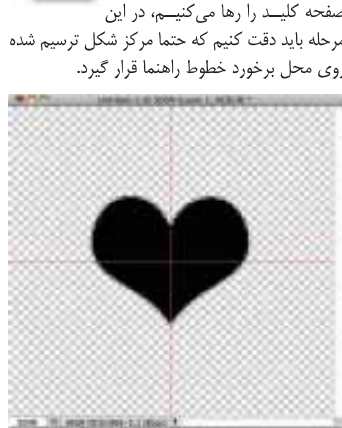 صفحه کلیـد را رها می‌کنیـم، در این
مرحله باید دقت کنیم که حتما مرکز شکل ترسیم شده
روی محل برخورد خطوط راهنما قرار گیرد.